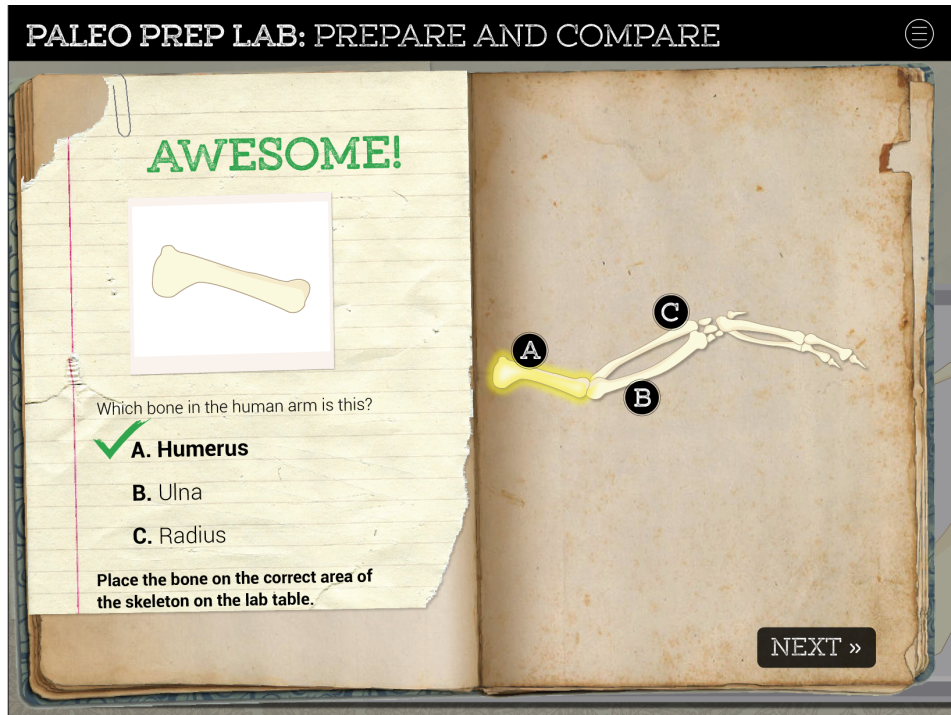 PALEO PREP LAB: PREPARE AND COMPARE
AWESOME!
Which bone in the human arm is this?
A. Humerus
B. Ulna
C. Radius
Place the bone on the correct area of
the skeleton on the lab table.
A
C
B
NEXT »